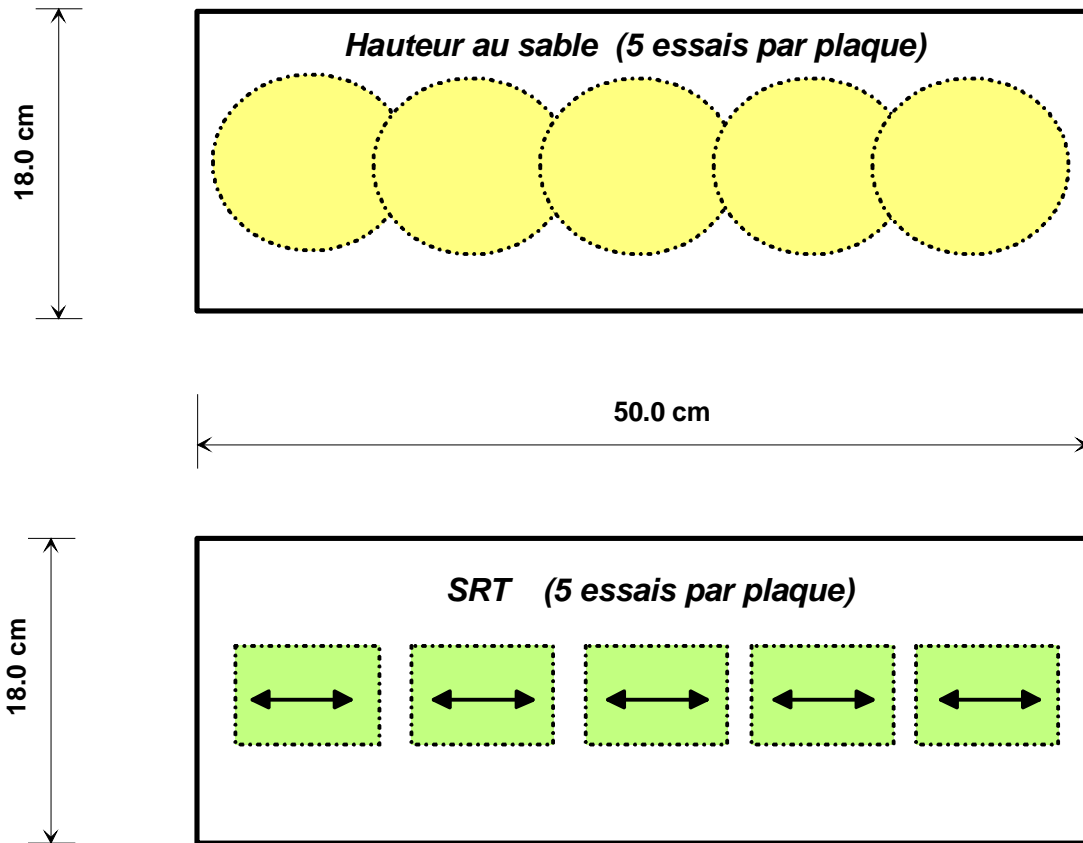 Hauteur au sable (5 essais par plaque)
18.0 cm
50.0 cm
SRT (5 essais par plaque)
18.0 cm